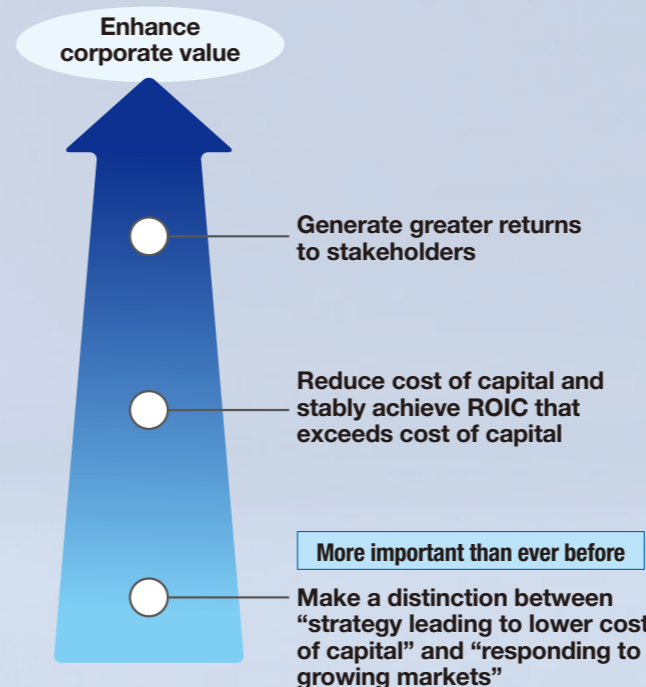 Enhance
corporate value
Generate greater returns
to stakeholders
Reduce cost of capital and
stably achieve ROIC that
exceeds cost of capital
More important than ever before
Make a distinction between
“strategy leading to lower cost
of capital” and “responding to
growing markets”